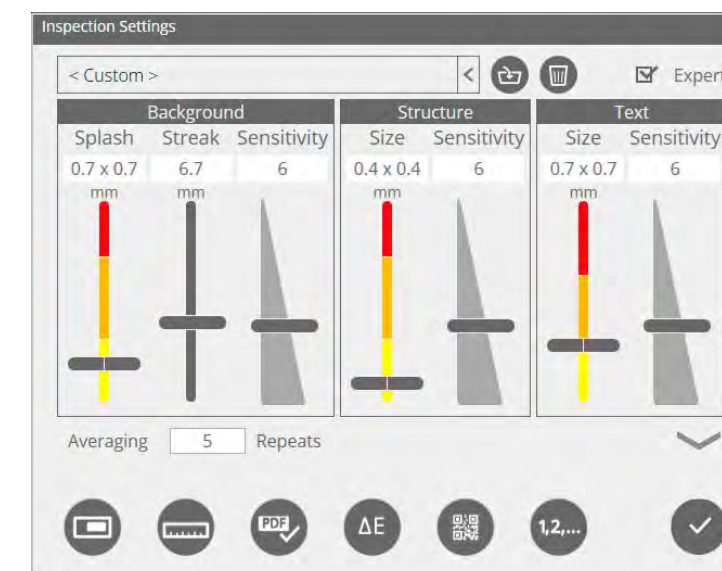 Inspection Settings
< Custom >
<
Expert
Background
Structure
Text
Splash Streak Sensitivity
Size Sensitivity
Size Sensitivity
0.7 x 0.7 6.7 6
0.4 x 0.4 6
0.7 x 0.7 6
mm mm
mm
mm
Averaging 5 Repeats
PDF
ΔE
1,2,...